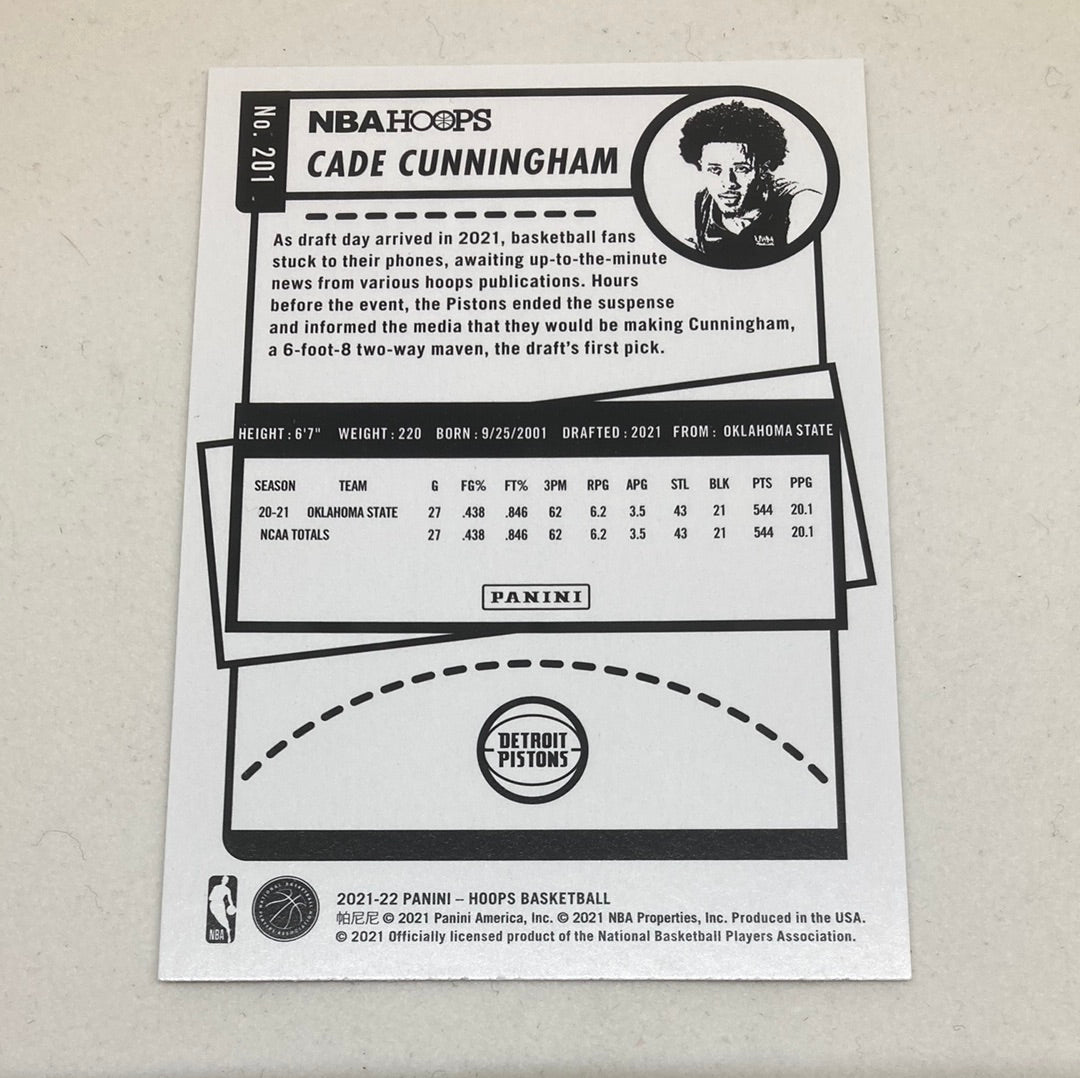 No. 201
NBA HOOPS
CADE CUNNINGHAM
As draft day arrived in 2021, basketball fans
stuck to their phones, awaiting up-to-the-minute
news from various hoops publications. Hours
before the event, the Pistons ended the suspense
and informed the media that they would be making Cunningham,
a 6-foot-8 two-way maven, the draft's first pick.
HEIGHT: 6'7" WEIGHT: 220 BORN: 9/25/2001 DRAFTED: 2021 FROM: OKLAHOMA STATE
SEASON TEAM G FG% FT% 3PM RPG APG STL BLK PTS PPG
20-21 OKLAHOMA STATE 27 .438 .846 62 6.2 3.5 43 21 544 20.1
NCAA TOTALS 27 .438 .846 62 6.2 3.5 43 21 544 20.1
PANINI
DETROIT
PISTONS
NBA
NATIONAL BASKETBALL PLAYERS ASSOCIATION
2021-22 PANINI – HOOPS BASKETBALL
帕尼尼 © 2021 Panini America, Inc. © 2021 NBA Properties, Inc. Produced in the USA.
© 2021 Officially licensed product of the National Basketball Players Association.